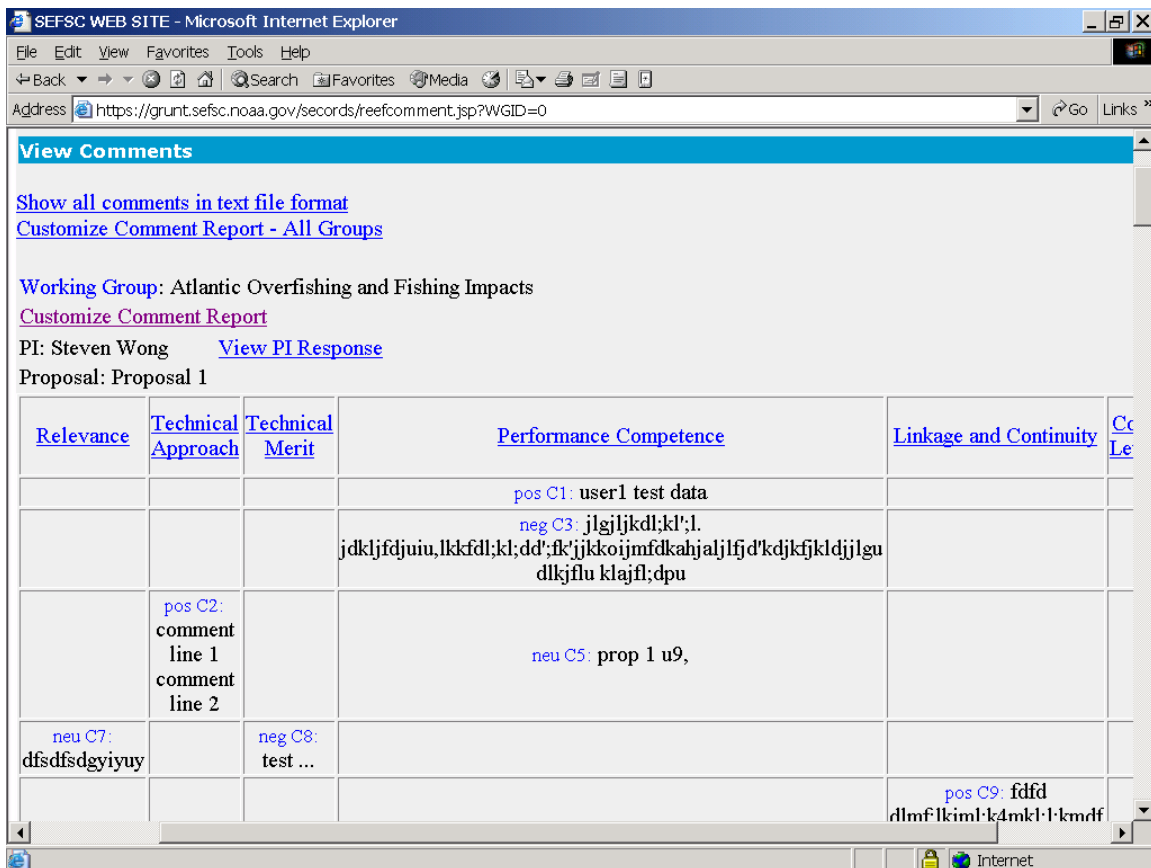 SEFSC WEB SITE - Microsoft Internet Explorer
File Edit View Favorites Tools Help
Back Search Favorites Media
Address https://grunt.sefsc.noaa.gov/secords/reefcomment.jsp?WGID=0 Go Links »
View Comments
Show all comments in text file format
Customize Comment Report - All Groups
Working Group: Atlantic Overfishing and Fishing Impacts
Customize Comment Report
PI: Steven Wong View PI Response
Proposal: Proposal 1
Relevance
Technical
Approach
Technical
Merit
Performance Competence
Linkage and Continuity
Co
Le
pos C1: user1 test data
neg C3: jlgjljkdl;kl';l.
jdkljfdjuiu,lkkfdl;kl;dd';fk'jjkkoijmfdkahjaljlfjd'kdjkfjkldjjlgu
dlkjflu klajfl;dpu
pos C2:
comment
line 1
comment
line 2
neu C5: prop 1 u9,
neu C7:
dfsdfsdgyiyuy
neg C8:
test ...
pos C9: fdfd
Internet